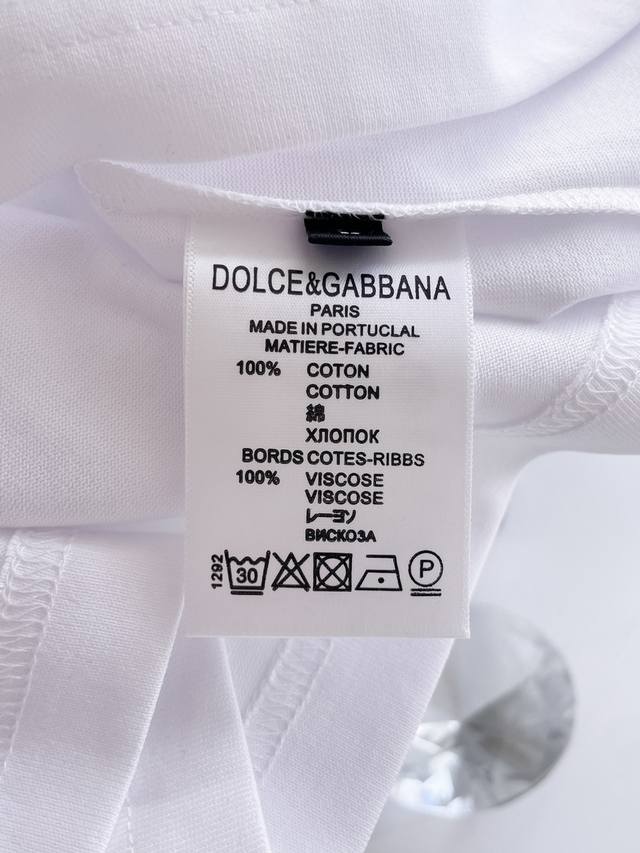 DOLCE&GABBANA
PARIS
MADE IN PORTUCLAL
MATIERE-FABRIC
100% COTON
COTTON
綿
ХЛОПОК
BORDS COTES-RIBBS
100% VISCOSE
VISCOSE
レーヨン
ВИСКОЗА
1292
30
P